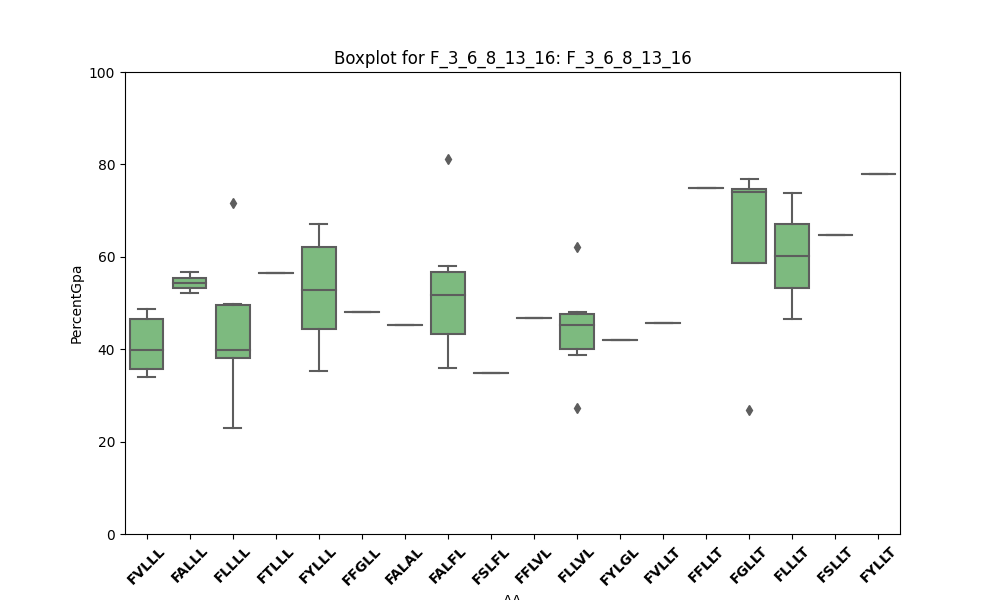 Boxplot for F_3_6_8_13_16: F_3_6_8_13_16
100
80
60
40
20
0
PercentGpa
FVLLL FALLL FLLLL FTLLL FYLLL FFGLL FALAL FALFL FSLFL FFLVL FLLVL FYLGL FVLLT FFLLT FGLLT FLLLT FSLLT FYLLT
AA